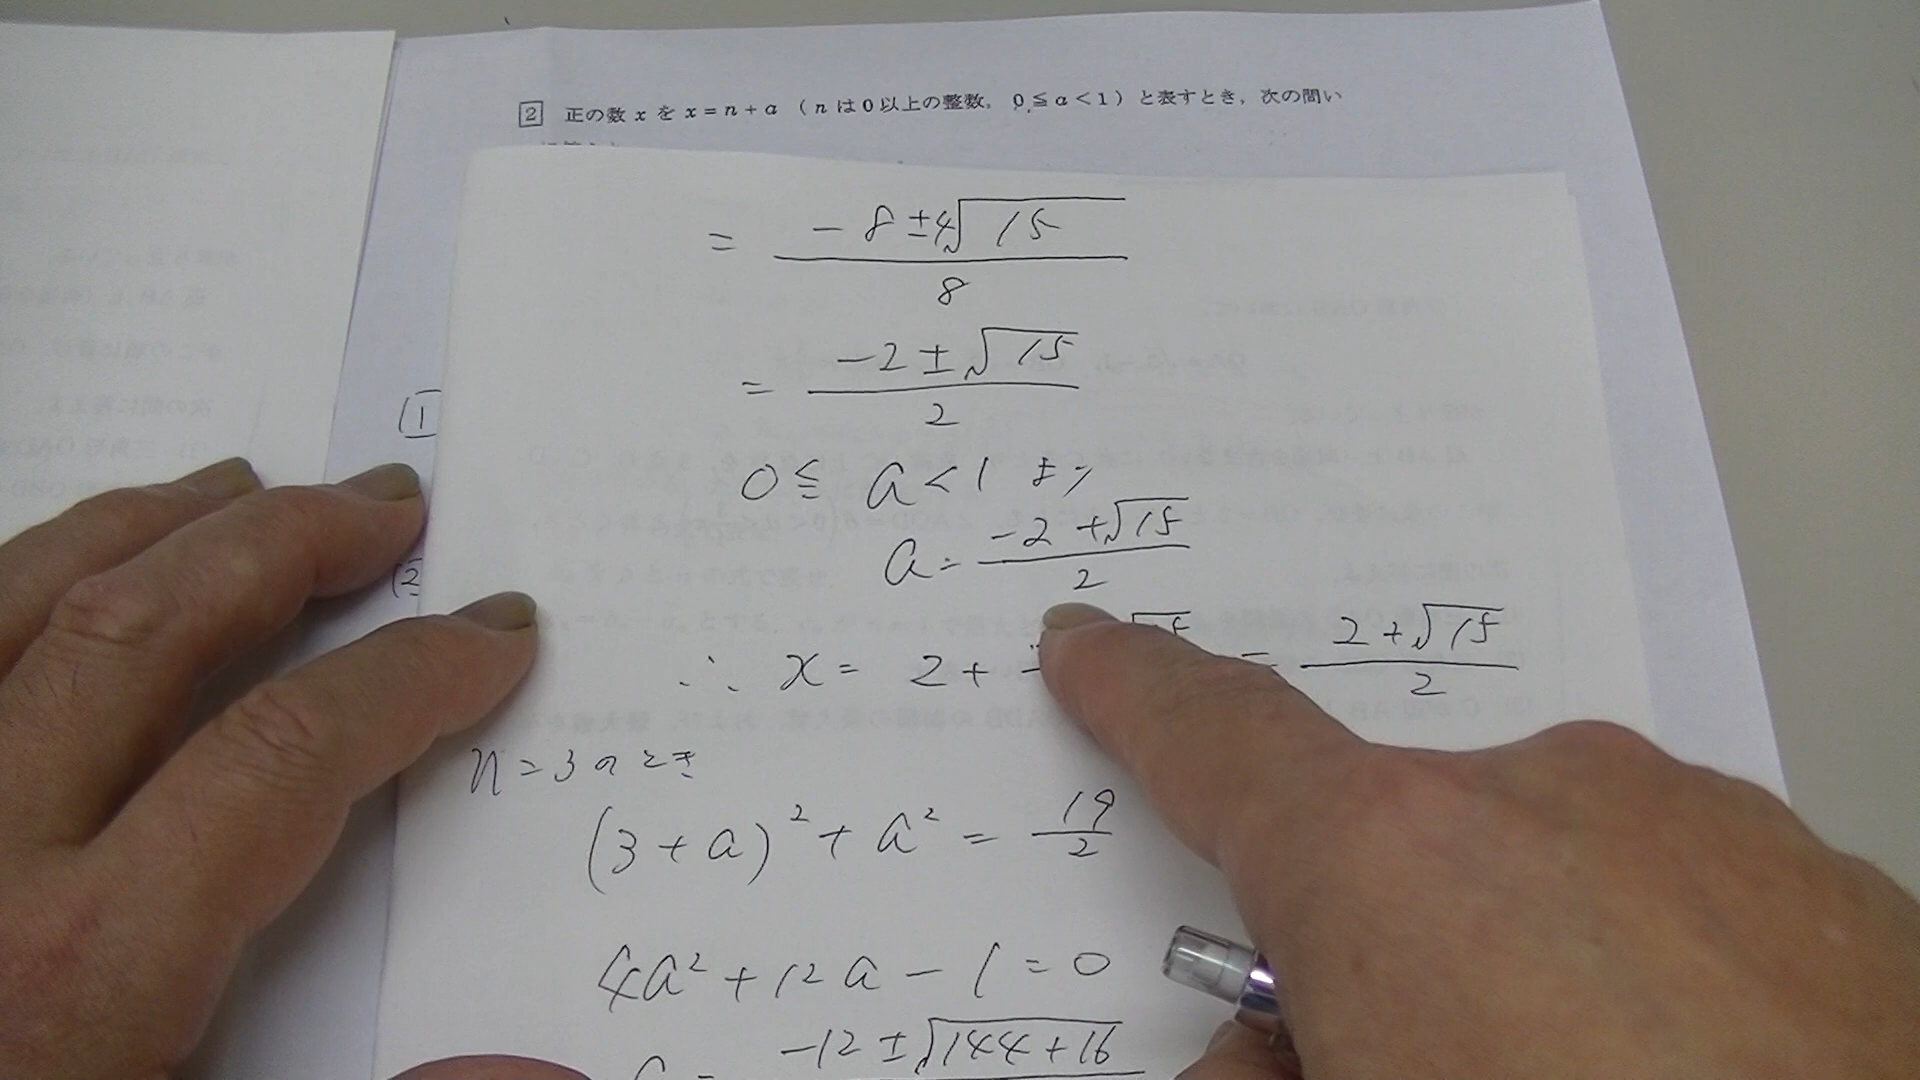 2 正の数 x を x = n + a (n は 0 以上の整数, 0 ≦ a < 1) と表すとき, 次の問い
= (-8 ± 4√15) / 8
= (-2 ± √15) / 2
(1
0 ≦ a < 1 より
a = (-2 + √15) / 2
(2
∴ x = 2 + = (2 + √15) / 2
n = 3 のとき
(3 + a)² + a² = 19/2
4a² + 12a - 1 = 0
-12 ± √144 + 16